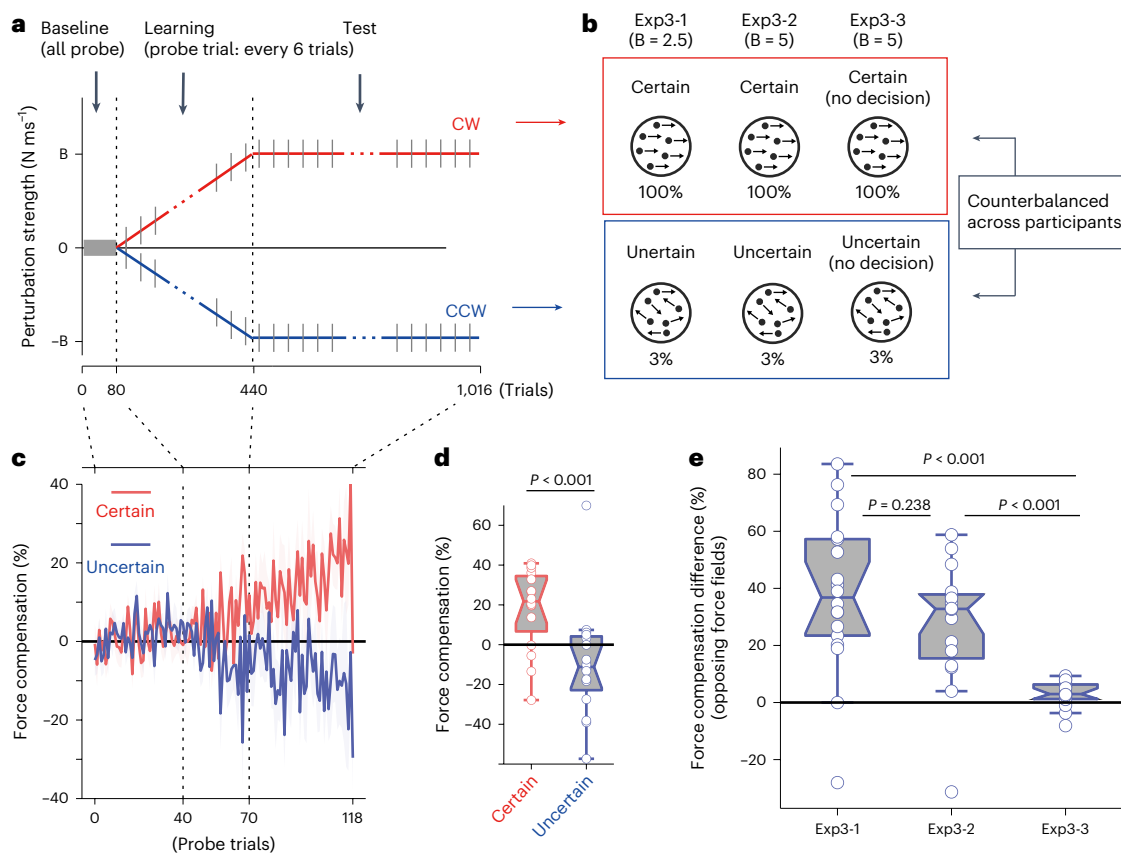 a
Baseline
(all probe)
Learning
(probe trial: every 6 trials)
Test
Perturbation strength (N ms⁻¹)
B
0
–B
CW
CCW
0
80
440
1,016
(Trials)
b
Exp3-1
(B = 2.5)
Exp3-2
(B = 5)
Exp3-3
(B = 5)
Certain
Certain
Certain
(no decision)
100%
100%
100%
Unertain
Uncertain
Uncertain
(no decision)
3%
3%
3%
Counterbalanced
across participants
c
Force compensation (%)
40
20
0
–20
–40
Certain
Uncertain
0
40
70
118
(Probe trials)
d
P < 0.001
Force compensation (%)
60
40
20
0
–20
–40
Certain
Uncertain
e
Force compensation difference (%)
(opposing force fields)
80
60
40
20
0
–20
P < 0.001
P = 0.238
P < 0.001
Exp3-1
Exp3-2
Exp3-3